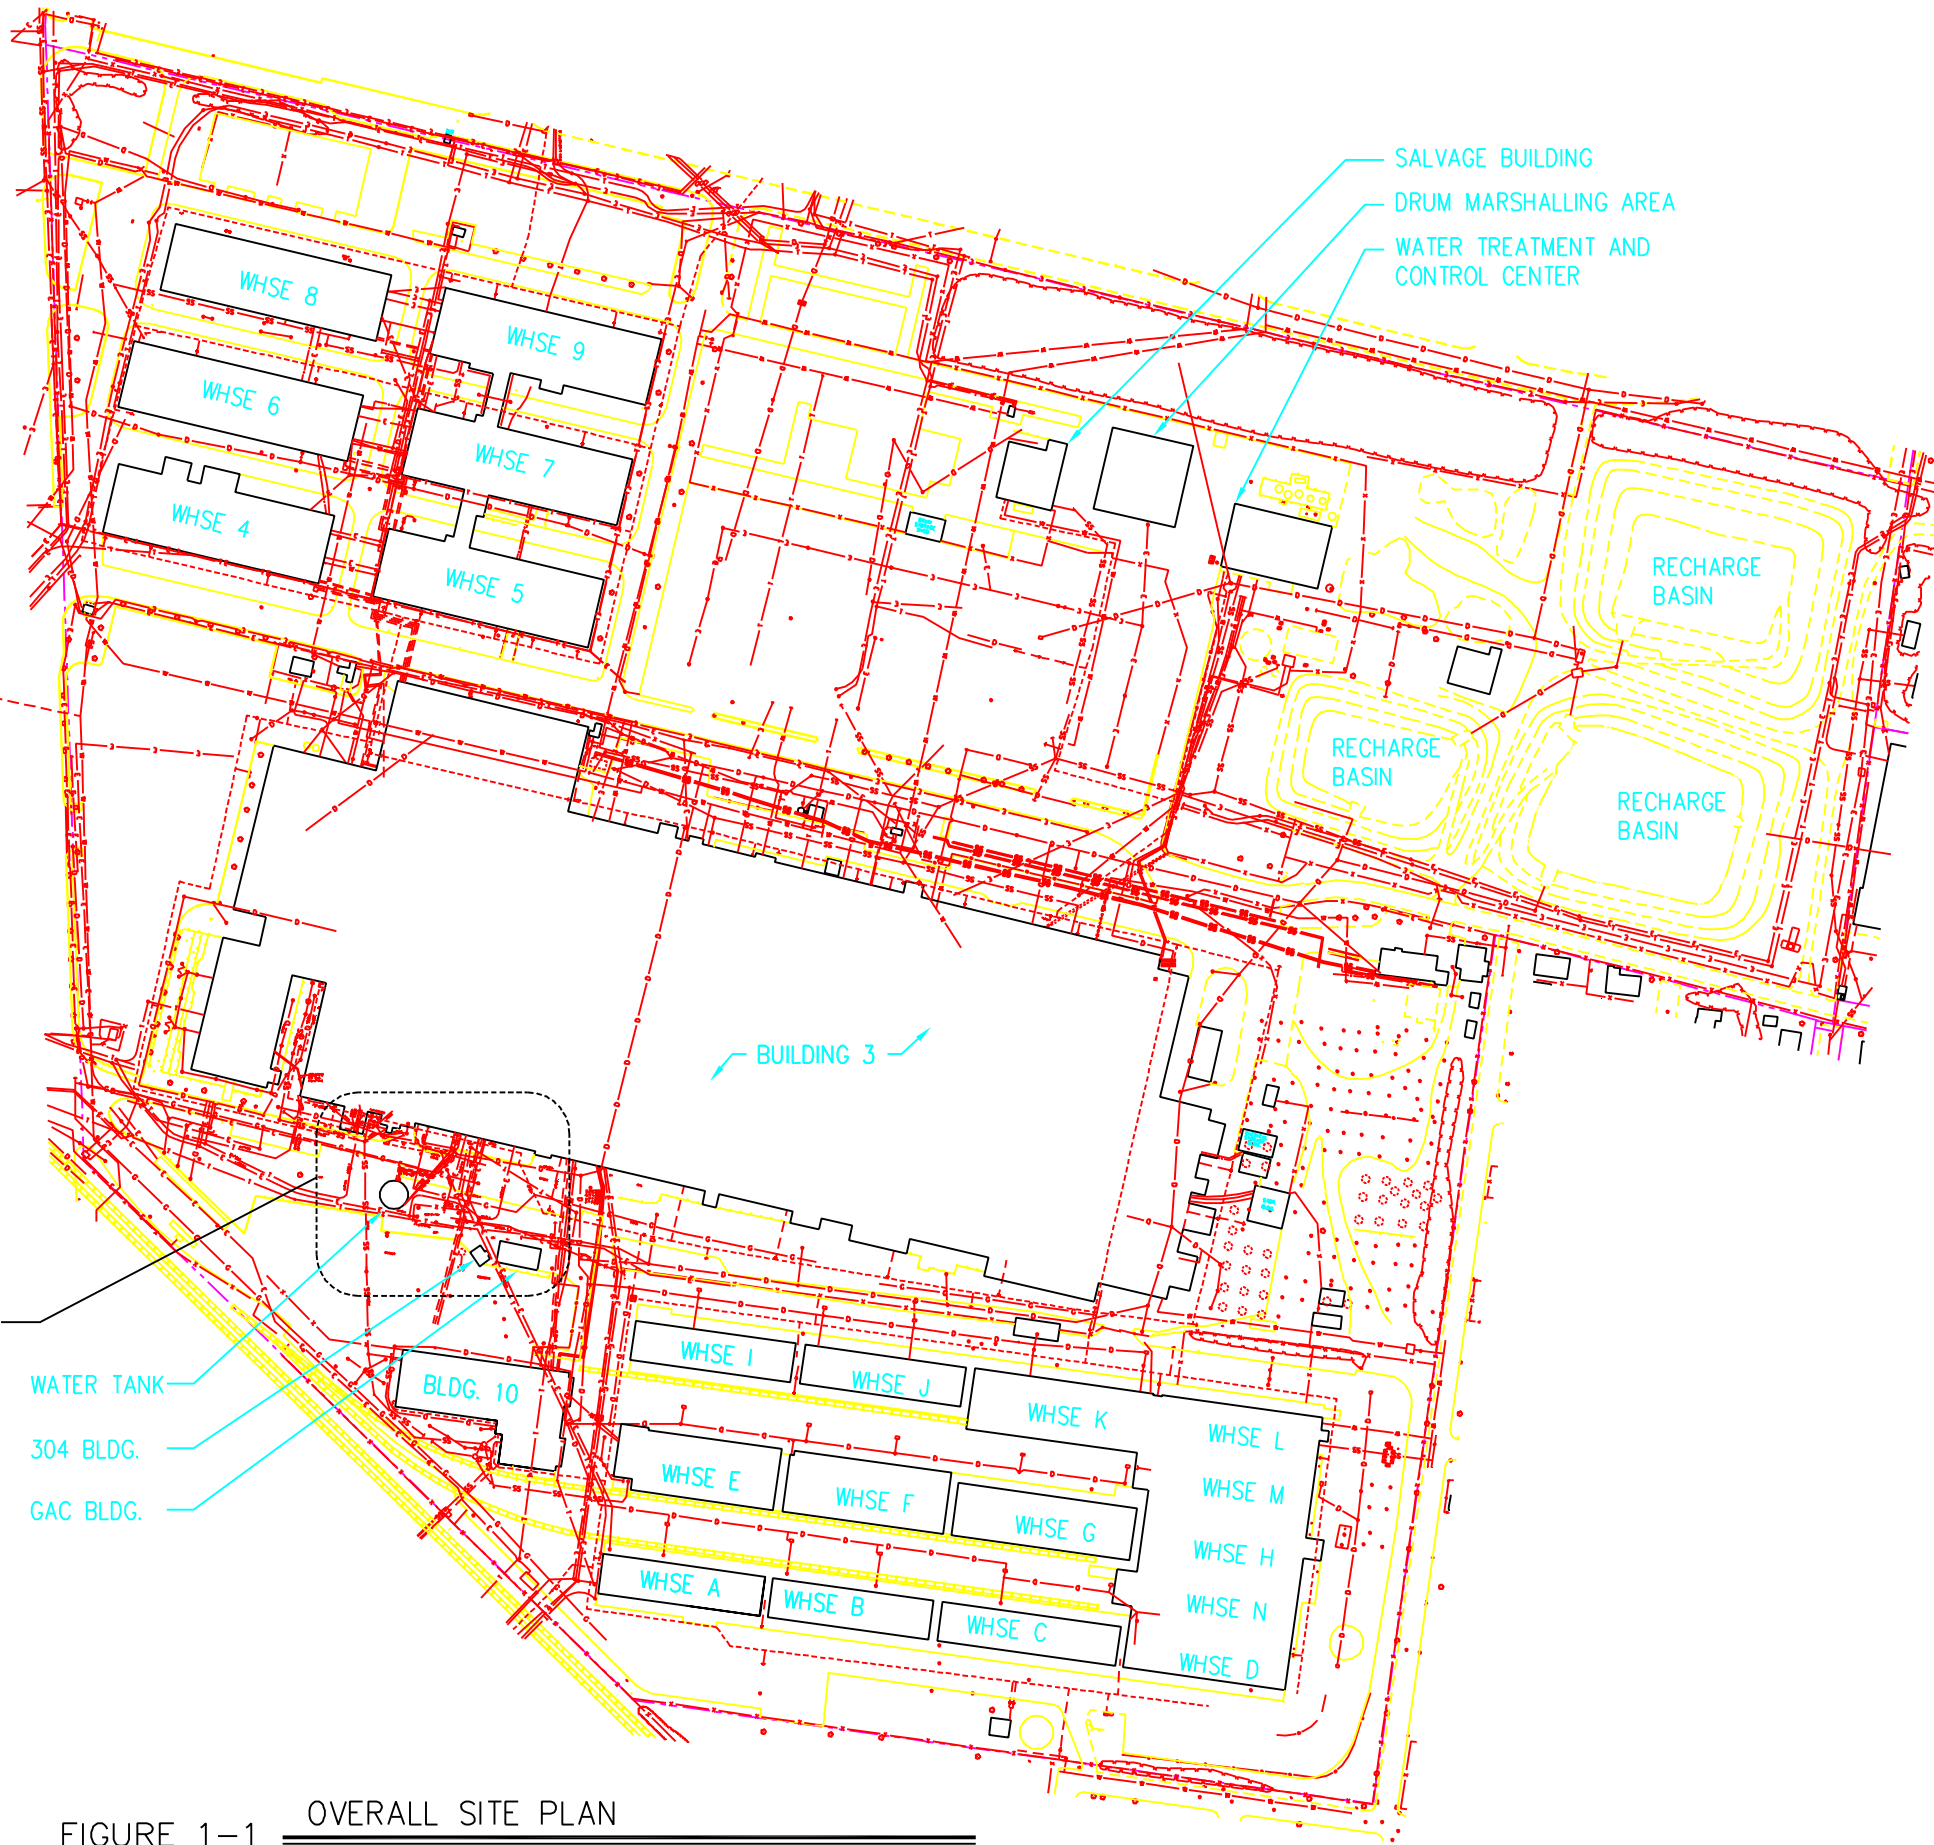 SALVAGE BUILDING
DRUM MARSHALLING AREA
WATER TREATMENT AND
CONTROL CENTER
WHSE 8
WHSE 9
WHSE 6
WHSE 7
WHSE 4
WHSE 5
RECHARGE
BASIN
RECHARGE
BASIN
RECHARGE
BASIN
BUILDING 3
WATER TANK
304 BLDG.
GAC BLDG.
BLDG. 10
WHSE I
WHSE J
WHSE K
WHSE L
WHSE E
WHSE F
WHSE G
WHSE M
WHSE H
WHSE A
WHSE B
WHSE C
WHSE N
WHSE D
OVERALL SITE PLAN
FIGURE 1-1